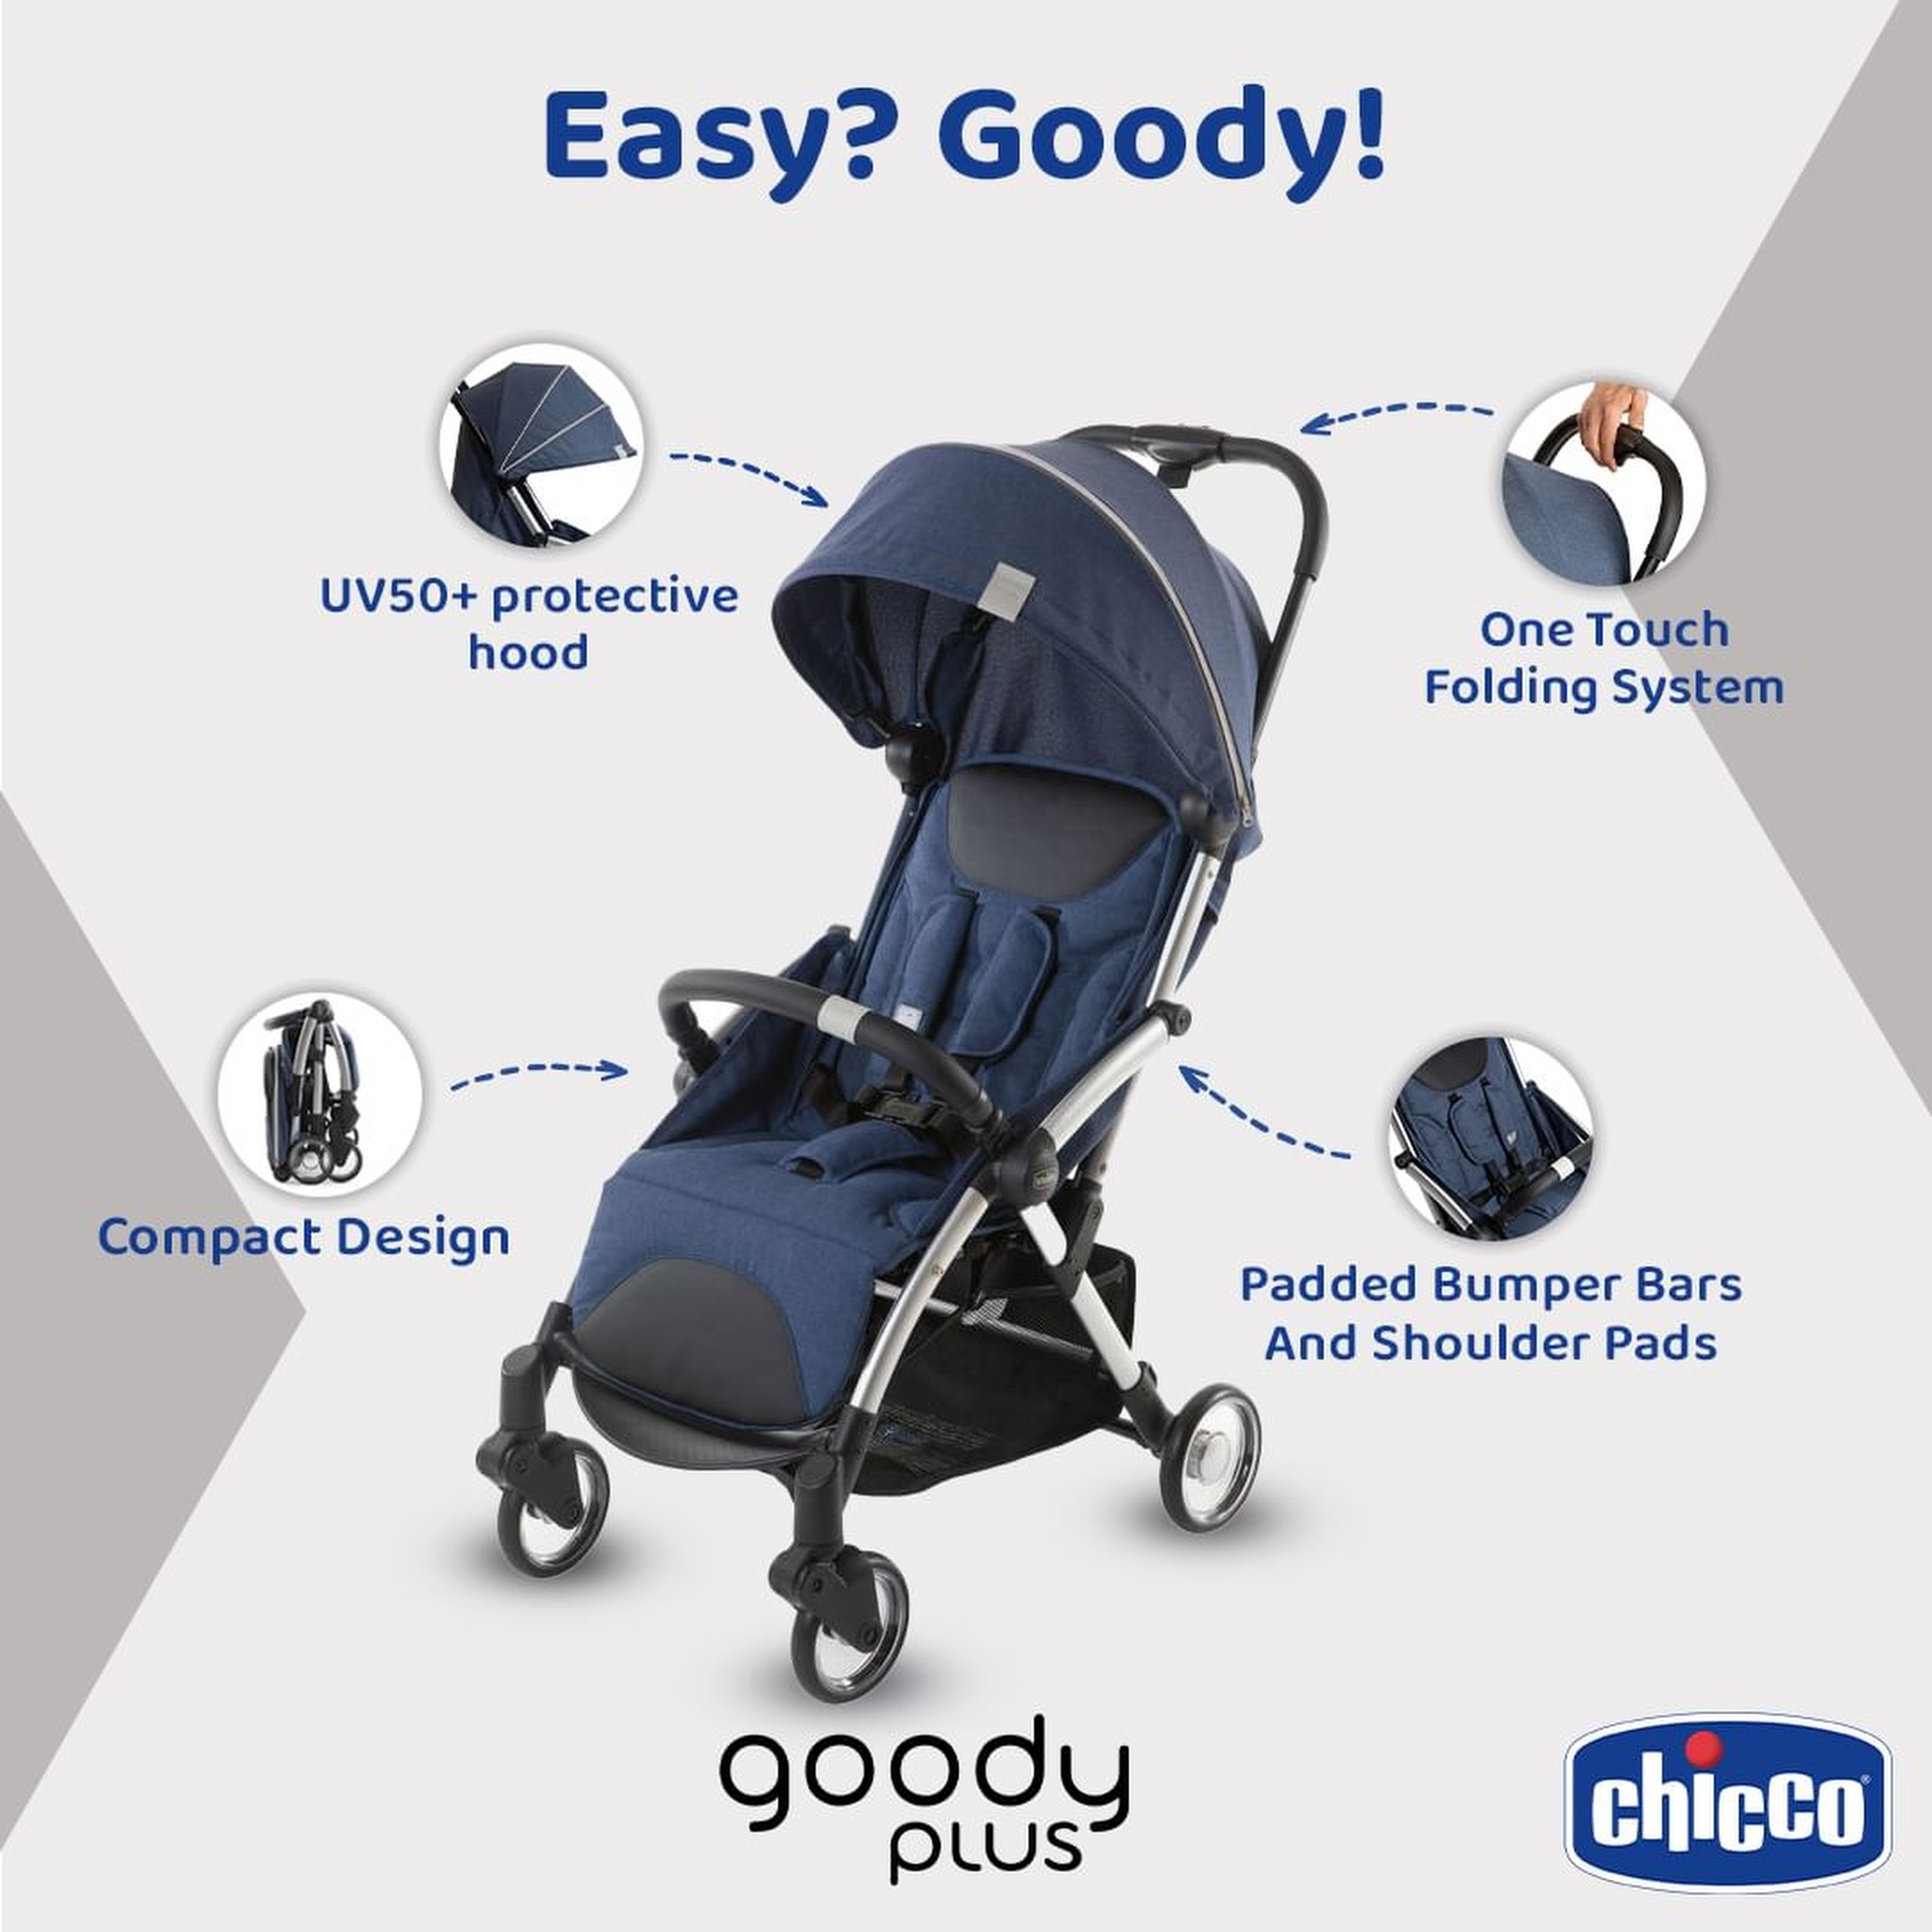 Easy? Goody!
UV50+ protective
hood
One Touch
Folding System
Compact Design
Padded Bumper Bars
And Shoulder Pads
goody
plus
chicco